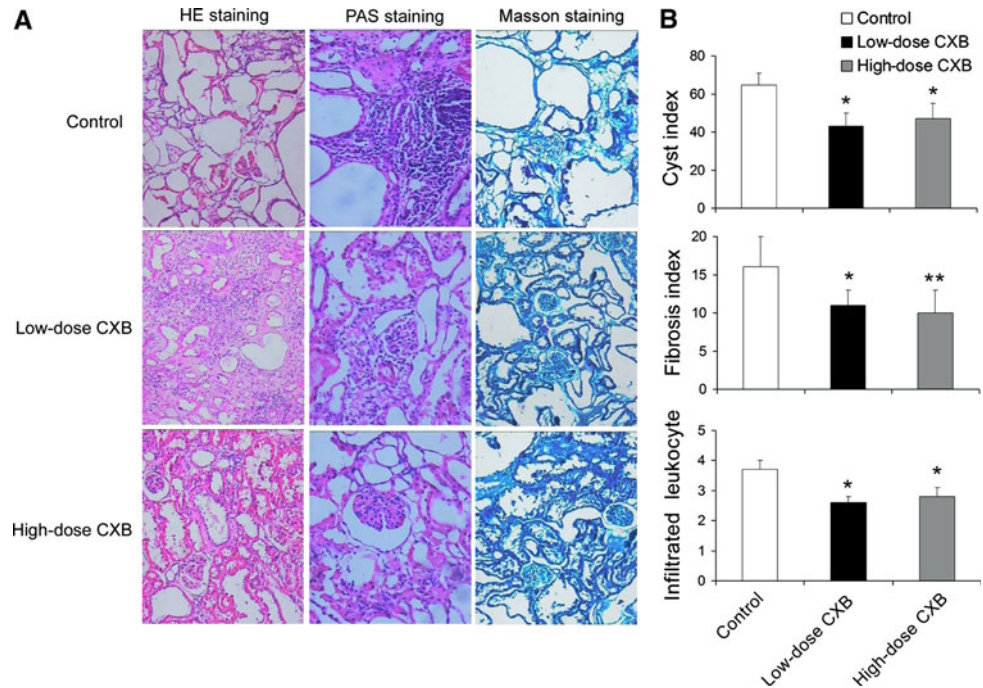 A
HE staining PAS staining Masson staining
Control
Low-dose CXB
High-dose CXB
B
Control
Low-dose CXB
High-dose CXB
Cyst index
80
60
40
20
0
*
*
Fibrosis index
20
15
10
5
0
*
**
Infiltrated leukocyte
5
4
3
2
1
0
*
*
Control
Low-dose CXB
High-dose CXB